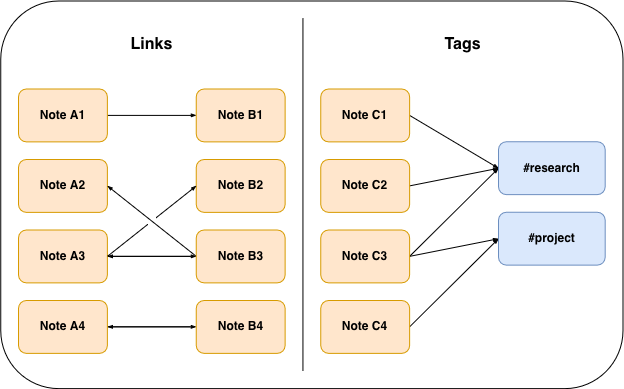 Links
Tags
Note A1
Note B1
Note C1
Note A2
Note B2
Note C2
#research
Note A3
Note B3
Note C3
#project
Note A4
Note B4
Note C4